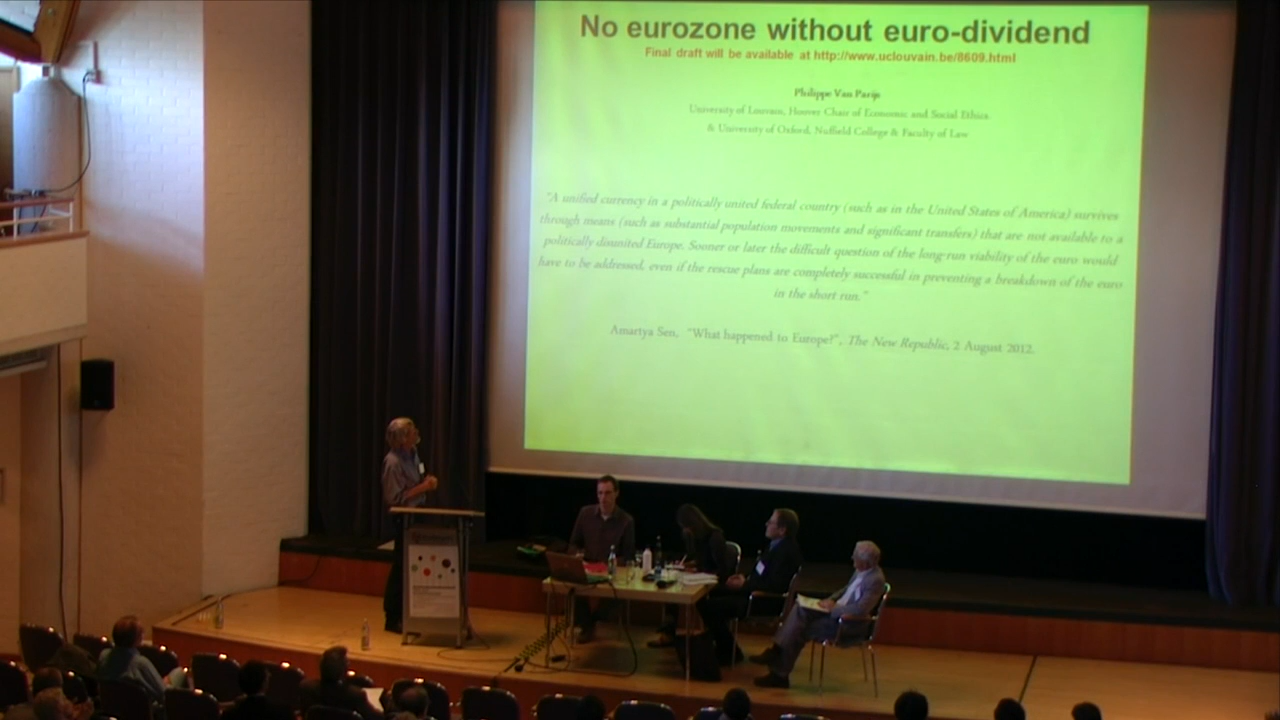 No eurozone without euro-dividend
Final draft will be available at http://www.uclouvain.be/8609.html
Philippe Van Parijs
University of Louvain, Hoover Chair of Economic and Social Ethics
& University of Oxford, Nuffield College & Faculty of Law
"A unified currency in a politically united federal country (such as in the United States of America) survives
through means (such as substantial population movements and significant transfers) that are not available to a
politically disunited Europe. Sooner or later the difficult question of the long-run viability of the euro would
have to be addressed, even if the rescue plans are completely successful in preventing a breakdown of the euro
in the short run."
Amartya Sen, "What happened to Europe?", The New Republic, 2 August 2012.